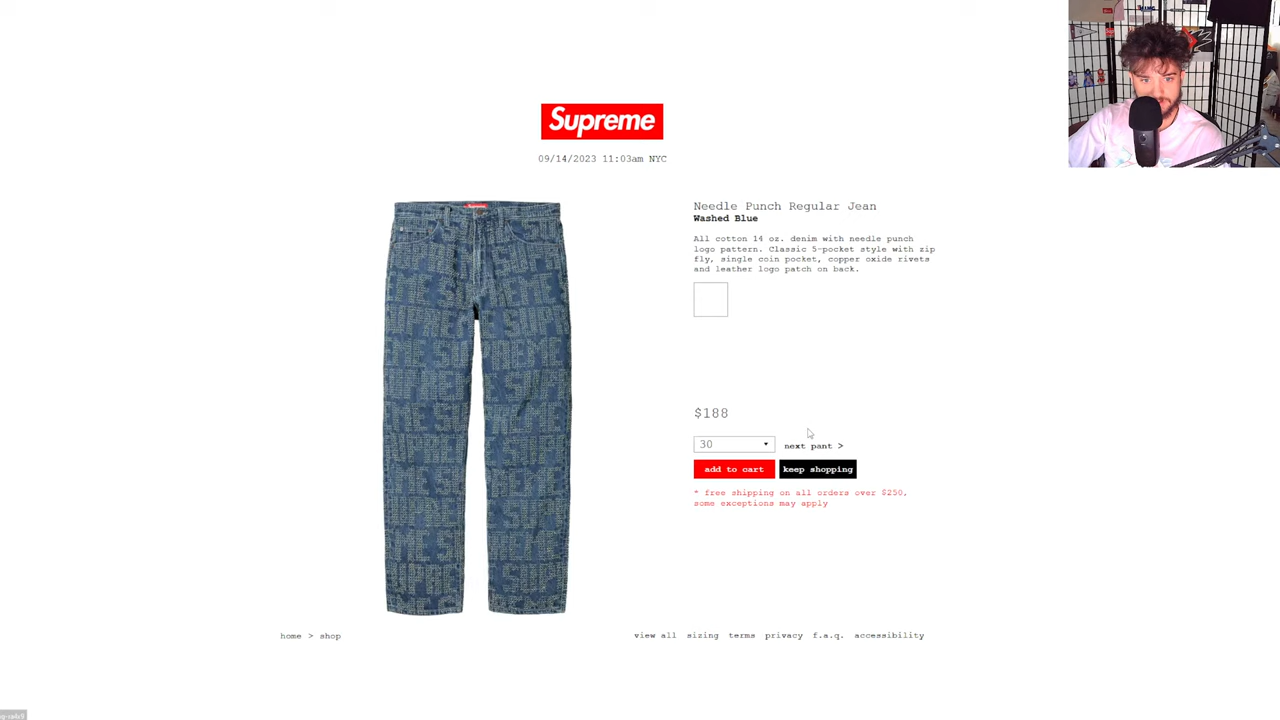 Supreme
09/14/2023 11:03am NYC
Needle Punch Regular Jean
Washed Blue
All cotton 14 oz. denim with needle punch
logo pattern. Classic 5-pocket style with zip
fly, single coin pocket, copper oxide rivets
and leather logo patch on back.
$188
30
next pant >
add to cart
keep shopping
* free shipping on all orders over $250,
some exceptions may apply
home > shop
view all sizing terms privacy f.a.q. accessibility